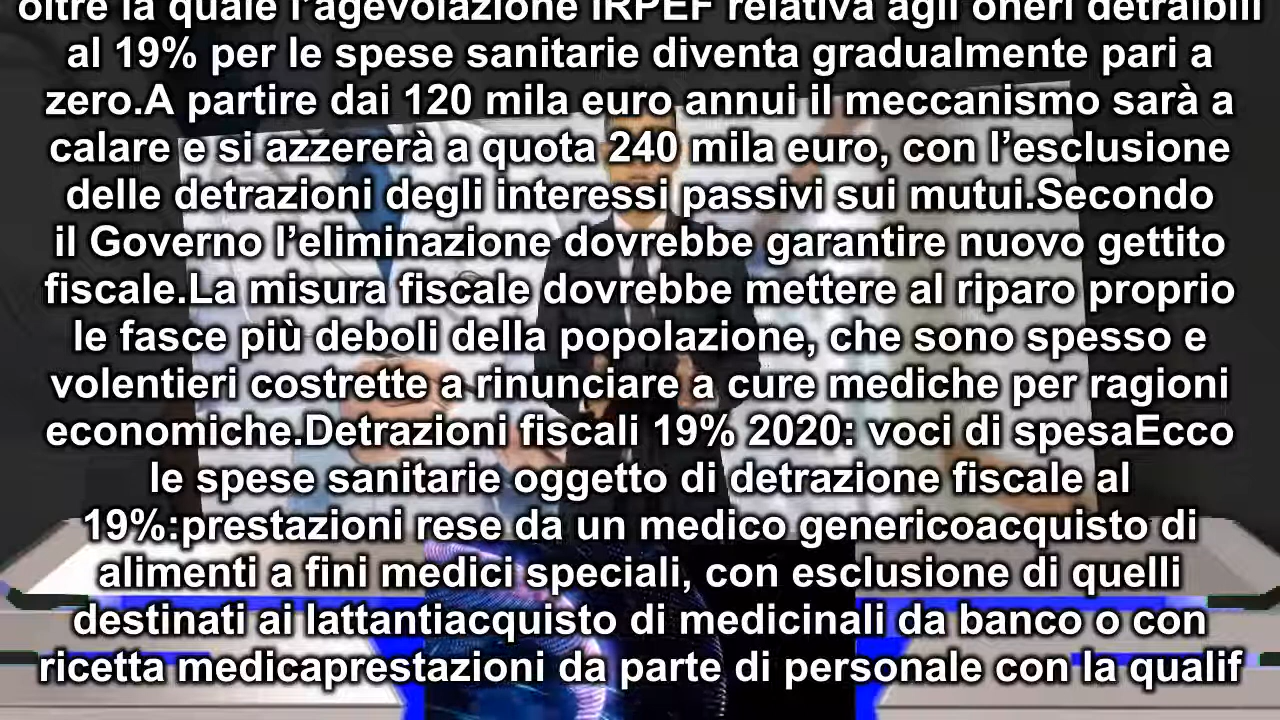 oltre la quale l’agevolazione IRPEF relativa agli oneri detraibili
al 19% per le spese sanitarie diventa gradualmente pari a
zero.A partire dai 120 mila euro annui il meccanismo sarà a
calare e si azzererà a quota 240 mila euro, con l’esclusione
delle detrazioni degli interessi passivi sui mutui.Secondo
il Governo l’eliminazione dovrebbe garantire nuovo gettito
fiscale.La misura fiscale dovrebbe mettere al riparo proprio
le fasce più deboli della popolazione, che sono spesso e
volentieri costrette a rinunciare a cure mediche per ragioni
economiche.Detrazioni fiscali 19% 2020: voci di spesaEcco
le spese sanitarie oggetto di detrazione fiscale al
19%:prestazioni rese da un medico genericoacquisto di
alimenti a fini medici speciali, con esclusione di quelli
destinati ai lattantiacquisto di medicinali da banco o con
ricetta medicaprestazioni da parte di personale con la qualif